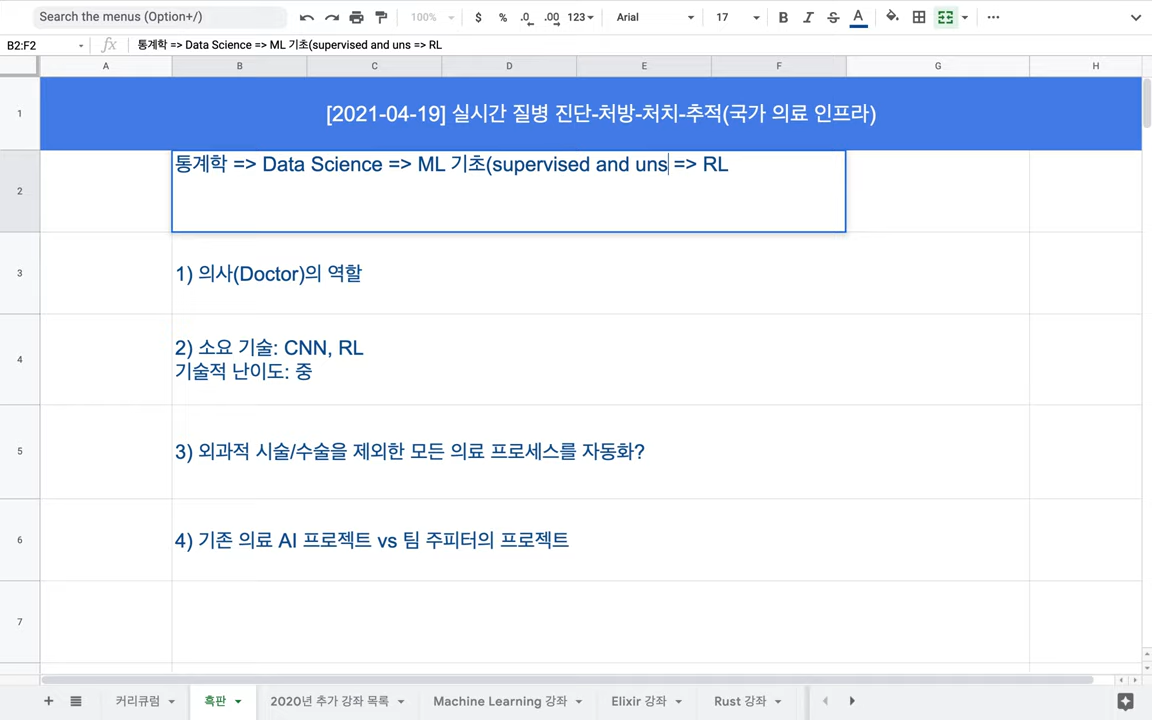 Search the menus (Option+/)
100%
$
%
.0
.00
123
Arial
17
B
I
S
A
B2:F2
fx
통계학 => Data Science => ML 기초(supervised and uns => RL
A
B
C
D
E
F
G
H
1
[2021-04-19] 실시간 질병 진단-처방-처치-추적(국가 의료 인프라)
2
통계학 => Data Science => ML 기초(supervised and uns => RL
3
1) 의사(Doctor)의 역할
4
2) 소요 기술: CNN, RL
기술적 난이도: 중
5
3) 외과적 시술/수술을 제외한 모든 의료 프로세스를 자동화?
6
4) 기존 의료 AI 프로젝트 vs 팀 주피터의 프로젝트
7
커리큘럼
흑판
2020년 추가 강좌 목록
Machine Learning 강좌
Elixir 강좌
Rust 강좌